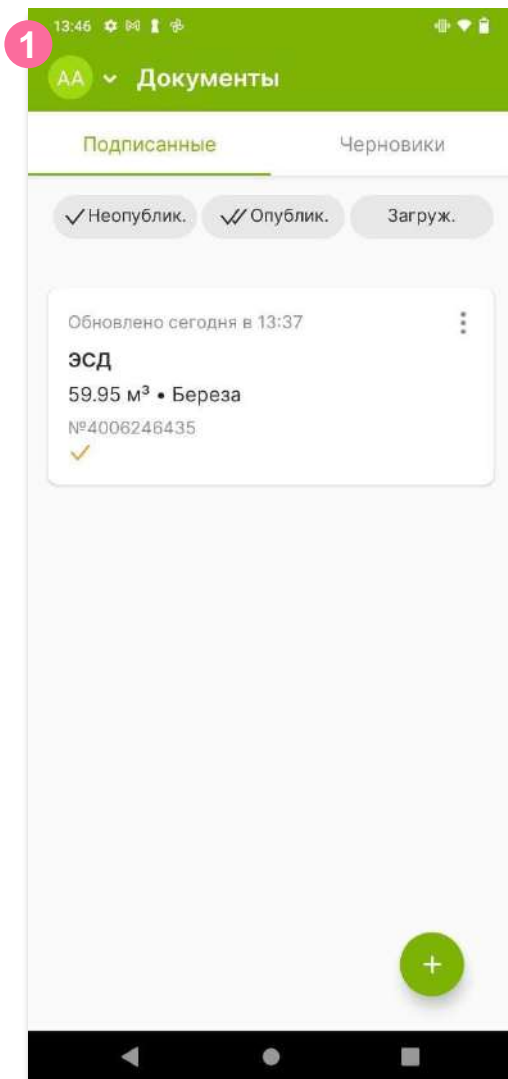 13:46
1
АА Документы
Подписанные Черновики
Неопублик. Опублик. Загруж.
Обновлено сегодня в 13:37
ЭСД
59.95 м³ • Береза
№4006246435
+